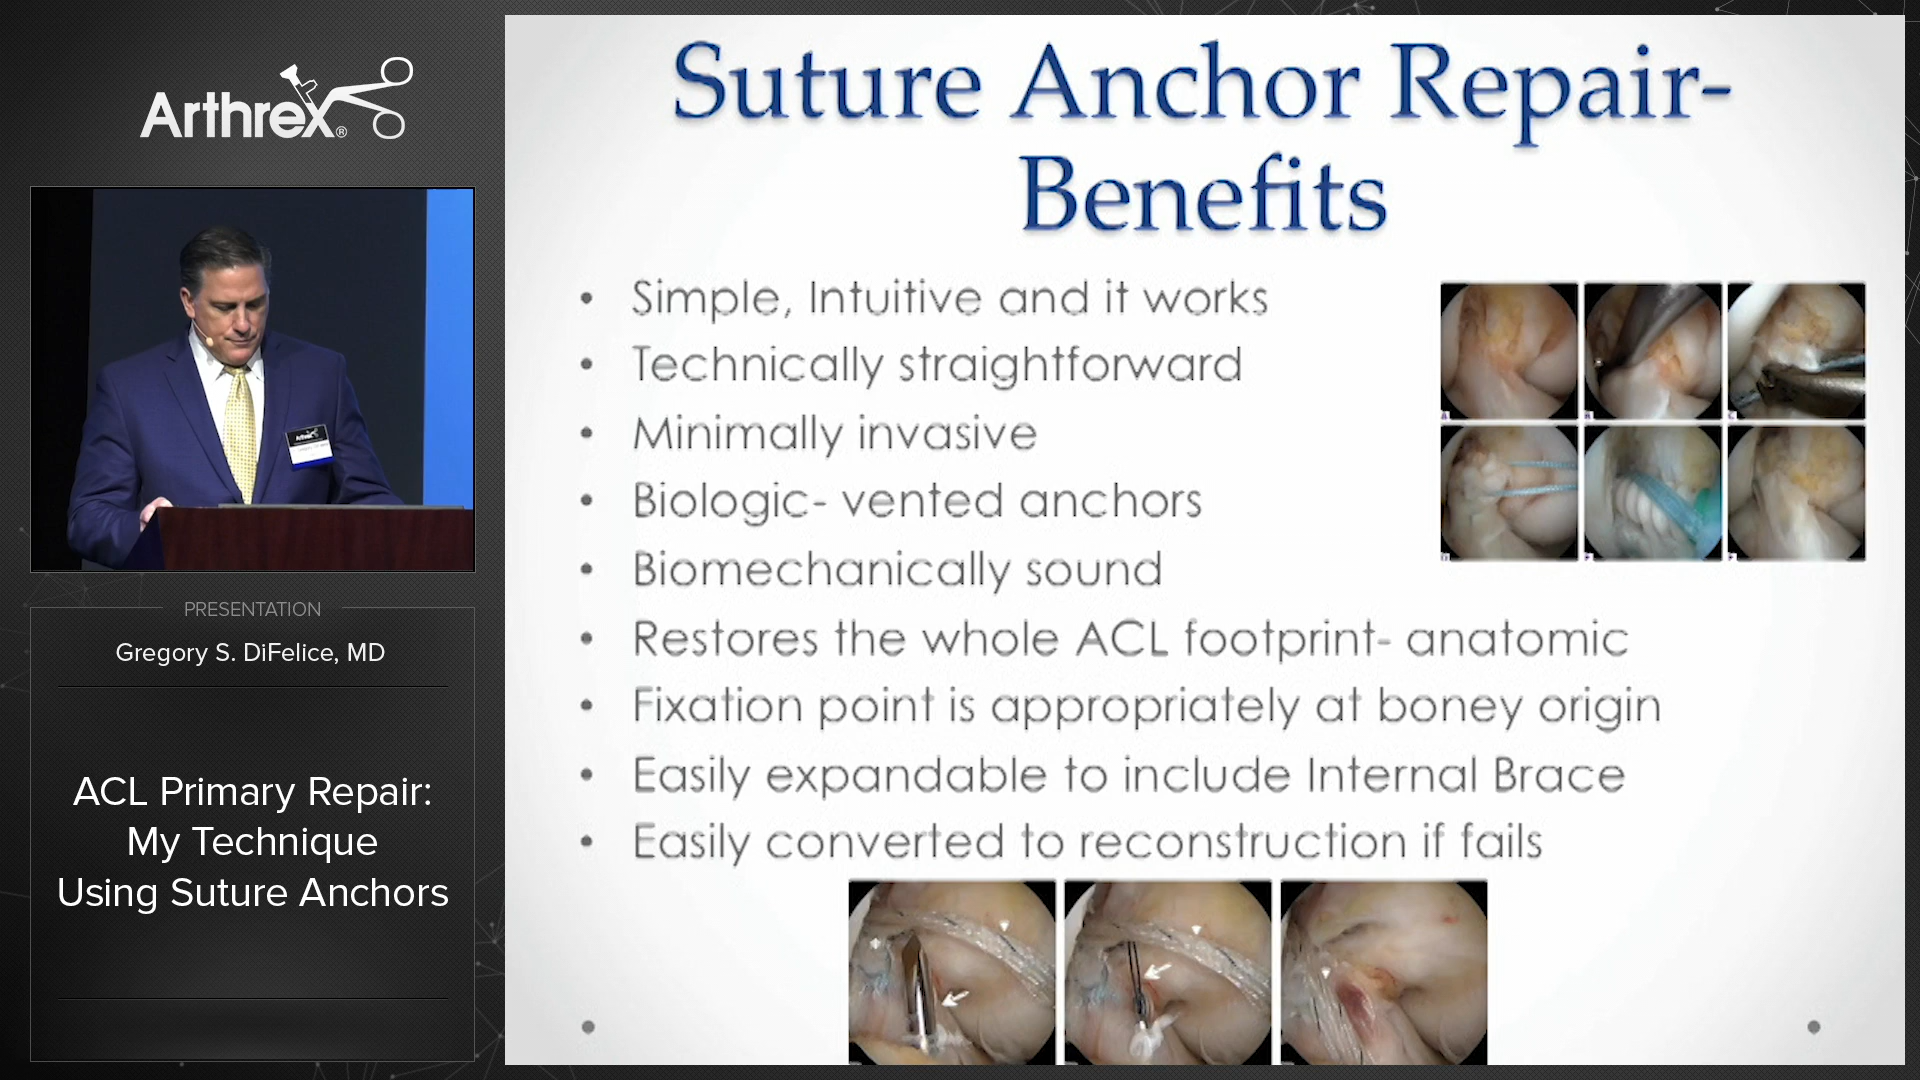 Arthrex®
PRESENTATION
Gregory S. DiFelice, MD
ACL Primary Repair:
My Technique
Using Suture Anchors
Suture Anchor Repair-
Benefits
• Simple, Intuitive and it works
• Technically straightforward
• Minimally invasive
• Biologic- vented anchors
• Biomechanically sound
• Restores the whole ACL footprint- anatomic
• Fixation point is appropriately at boney origin
• Easily expandable to include Internal Brace
• Easily converted to reconstruction if fails
Arthrex